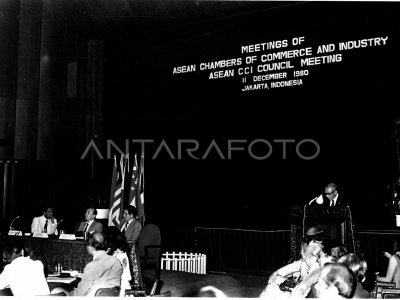 MEETINGS OF
ASEAN CHAMBERS OF COMMERCE AND INDUSTRY
ASEAN CCI COUNCIL MEETING
11 DECEMBER 1980
JAKARTA, INDONESIA
ANTARAFOTO